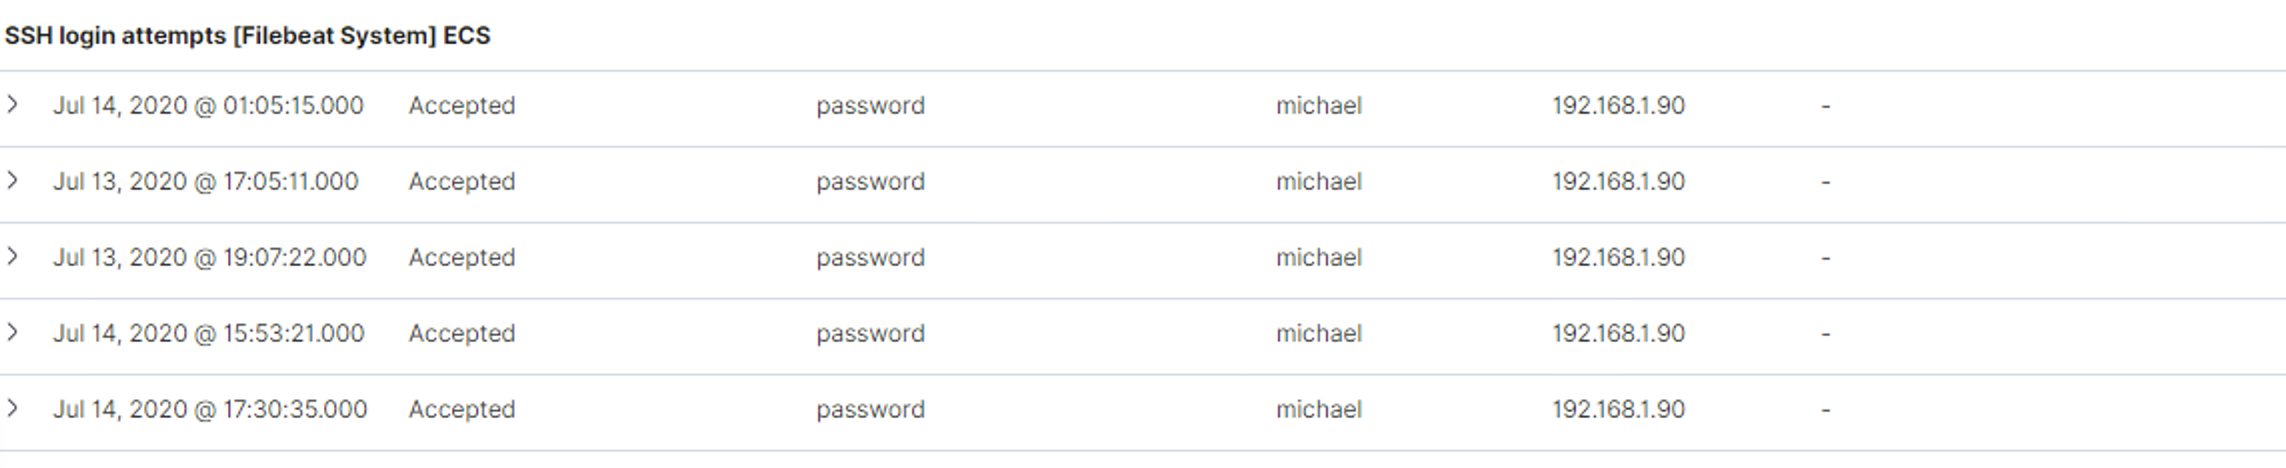 SSH login attempts [Filebeat System] ECS
Jul 14, 2020 @ 01:05:15.000 Accepted password michael 192.168.1.90 -
Jul 13, 2020 @ 17:05:11.000 Accepted password michael 192.168.1.90 -
Jul 13, 2020 @ 19:07:22.000 Accepted password michael 192.168.1.90 -
Jul 14, 2020 @ 15:53:21.000 Accepted password michael 192.168.1.90 -
Jul 14, 2020 @ 17:30:35.000 Accepted password michael 192.168.1.90 -